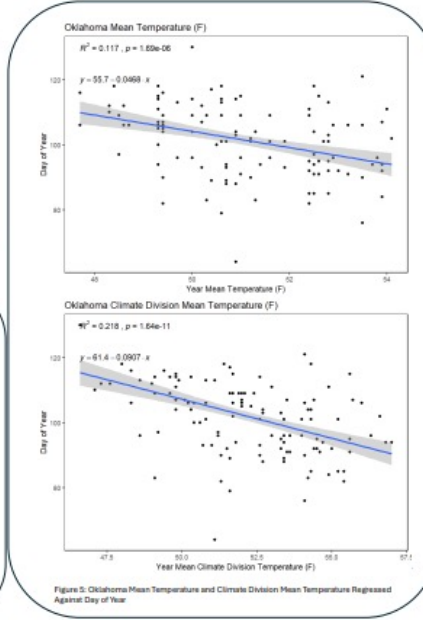 Oklahoma Mean Temperature (F)
R² = 0.117 , p = 1.69e-06
y = 55.7 - 0.0468 · x
120
100
80
Day of Year
48
50
52
54
Year Mean Temperature (F)
Oklahoma Climate Division Mean Temperature (F)
R² = 0.218 , p = 1.64e-11
y = 61.4 - 0.0907 · x
120
100
80
Day of Year
47.5
50.0
52.5
55.0
57.5
Year Mean Climate Division Temperature (F)
Figure 5: Oklahoma Mean Temperature and Climate Division Mean Temperature Regressed
Against Day of Year